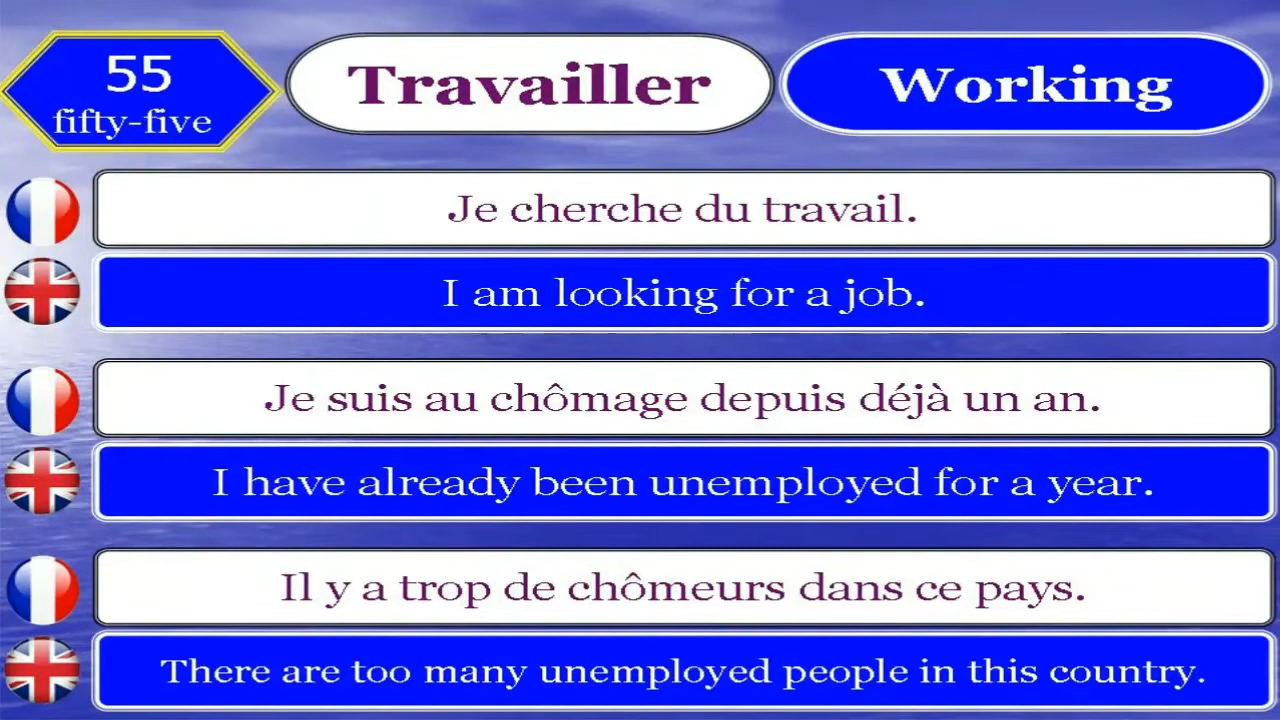 55
fifty-five
Travailler
Working
Je cherche du travail.
I am looking for a job.
Je suis au chômage depuis déjà un an.
I have already been unemployed for a year.
Il y a trop de chômeurs dans ce pays.
There are too many unemployed people in this country.